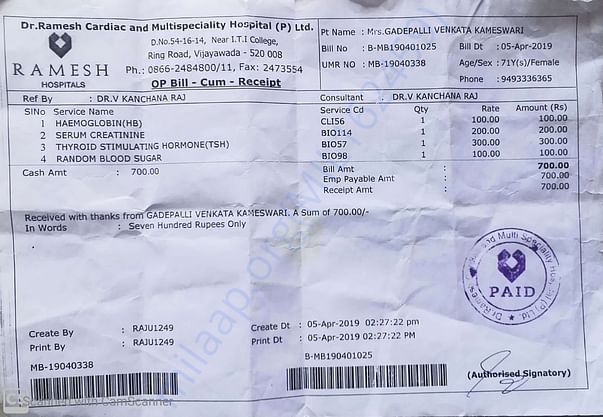 Dr.Ramesh Cardiac and Multispeciality Hospital (P) Ltd.
D.No.54-16-14, Near I.T.I College,
Ring Road, Vijayawada - 520 008
Ph.: 0866-2484800/11, Fax: 2473554
RAMESH
HOSPITALS
OP Bill - Cum - Receipt
Pt Name : Mrs.GADEPALLI VENKATA KAMESWARI
Bill No : B-MB190401025 Bill Dt : 05-Apr-2019
UMR NO : MB-19040338 Age/Sex : 71Y(s)/Female
Phone : 9493336365
Ref By : DR.V KANCHANA RAJ Consultant . DR.V KANCHANA RAJ
SlNo Service Name Service Cd Qty Rate Amount (Rs)
1 HAEMOGLOBIN(HB) CLI56 1 100.00 100.00
2 SERUM CREATININE BIO114 1 200.00 200.00
3 THYROID STIMULATING HORMONE(TSH) BIO57 1 300.00 300.00
4 RANDOM BLOOD SUGAR BIO98 1 100.00 100.00
Cash Amt : 700.00 Bill Amt : 700.00
Emp Payable Amt : 700.00
Receipt Amt : 700.00
Received with thanks from GADEPALLI VENKATA KAMESWARI. A Sum of 700.00/-
In Words : Seven Hundred Rupees Only
PAID
Create By : RAJU1249 Create Dt : 05-Apr-2019 02:27:22 pm
Print By : RAJU1249 Print Dt : 05-Apr-2019 02:27:22 PM
MB-19040338 B-MB190401025
(Authorised Signatory)
CS Scanned with CamScanner